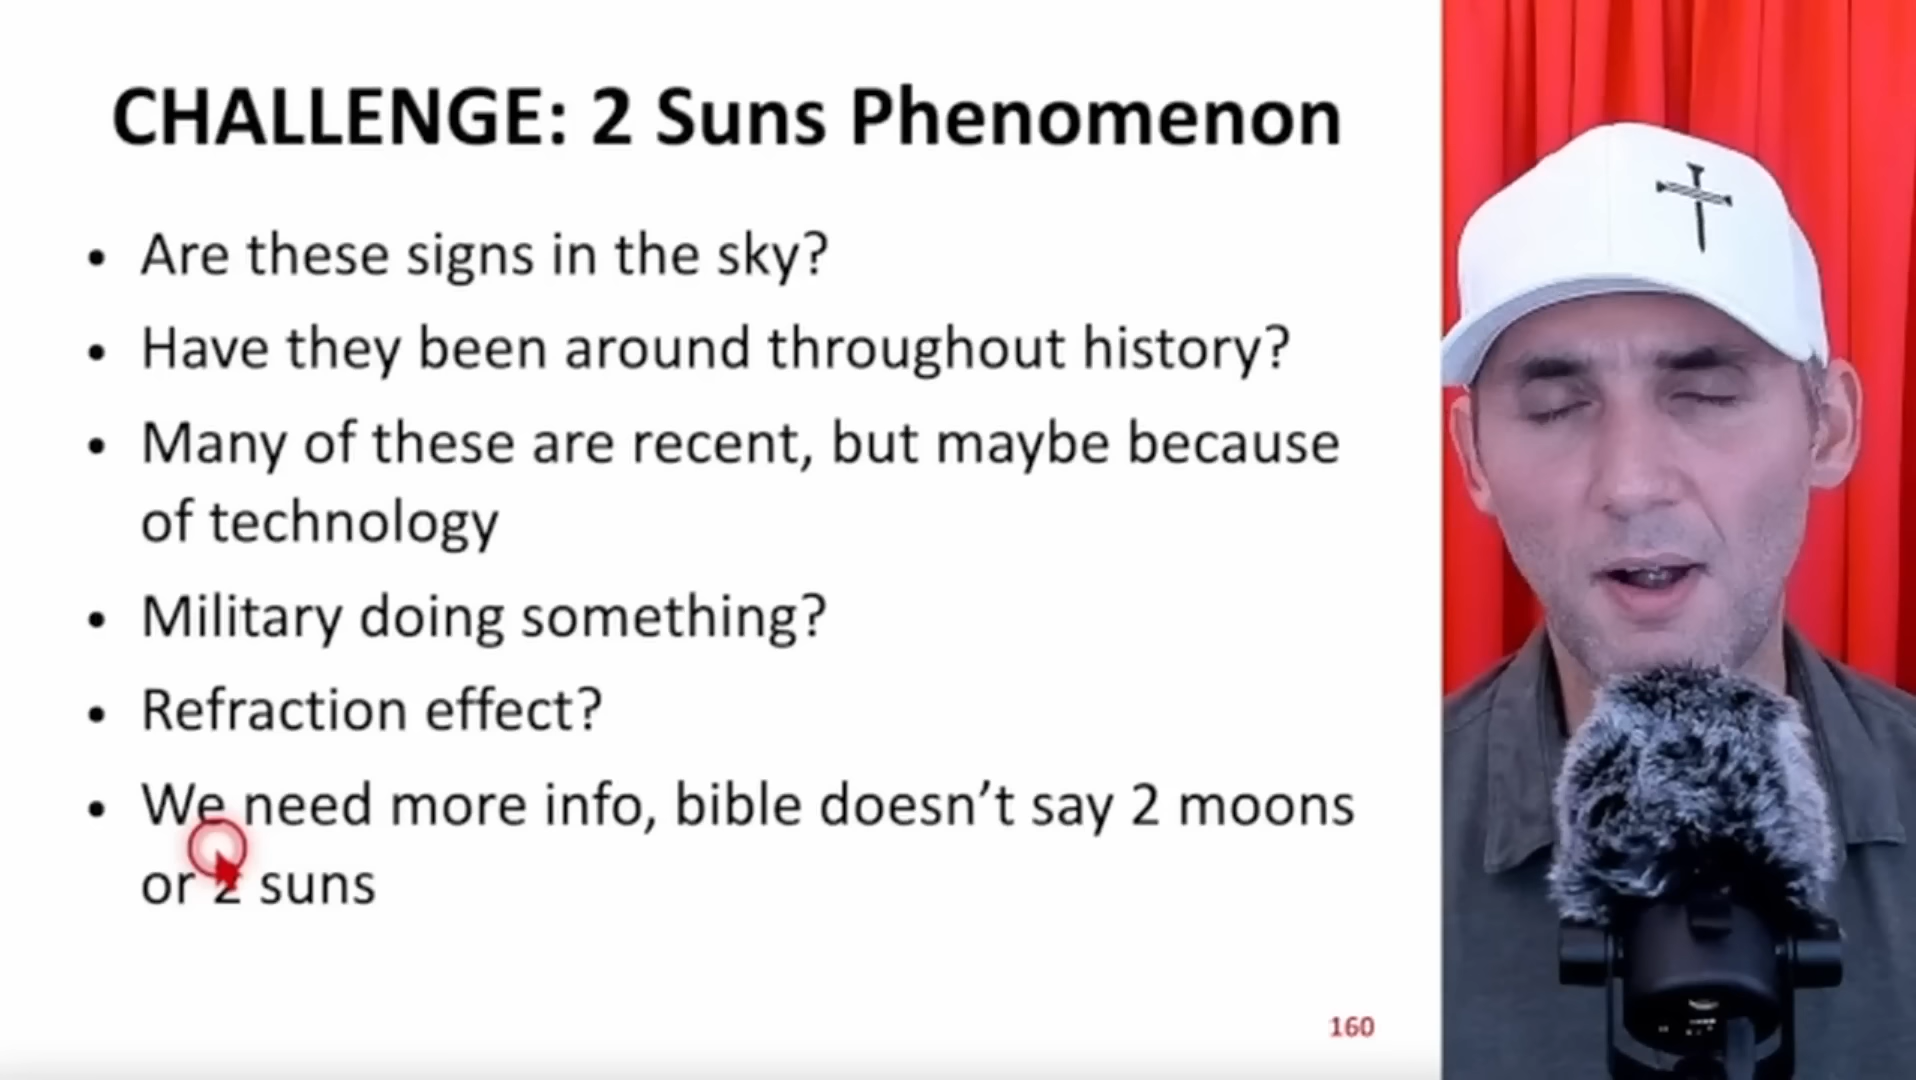 CHALLENGE: 2 Suns Phenomenon
• Are these signs in the sky?
• Have they been around throughout history?
• Many of these are recent, but maybe because
of technology
• Military doing something?
• Refraction effect?
• We need more info, bible doesn’t say 2 moons
or 2 suns
160